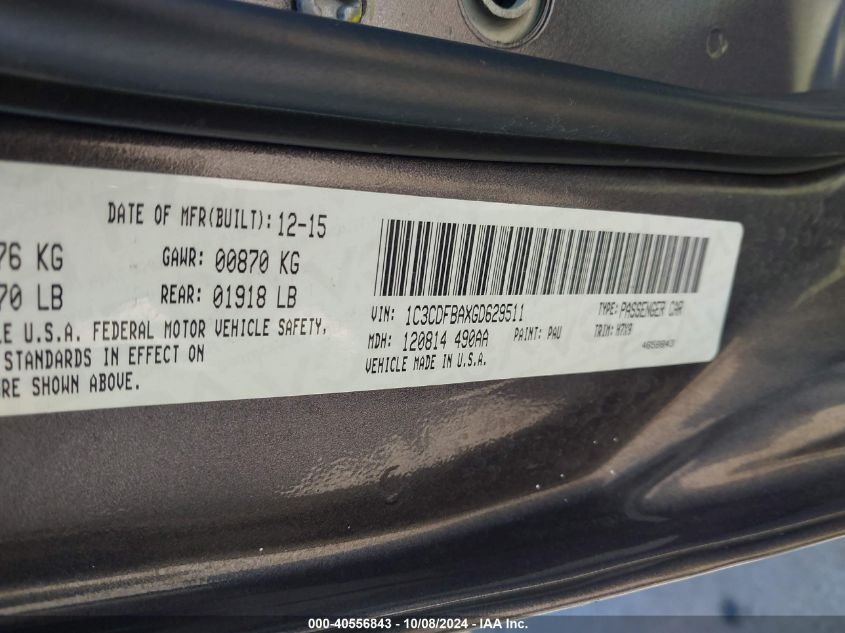 DATE OF MFR(BUILT): 12-15
76 KG GAWR: 00870 KG
70 LB REAR: 01918 LB
LE U.S.A. FEDERAL MOTOR VEHICLE SAFETY,
STANDARDS IN EFFECT ON
RE SHOWN ABOVE.
VIN: 1C3CDFBAXGD629511 TYPE: PASSENGER CAR
MDH: 120814 490AA PAINT: PAU TRIM: H7X9
VEHICLE MADE IN U.S.A. 46588431
000-40556843 - 10/08/2024 - IAA Inc.